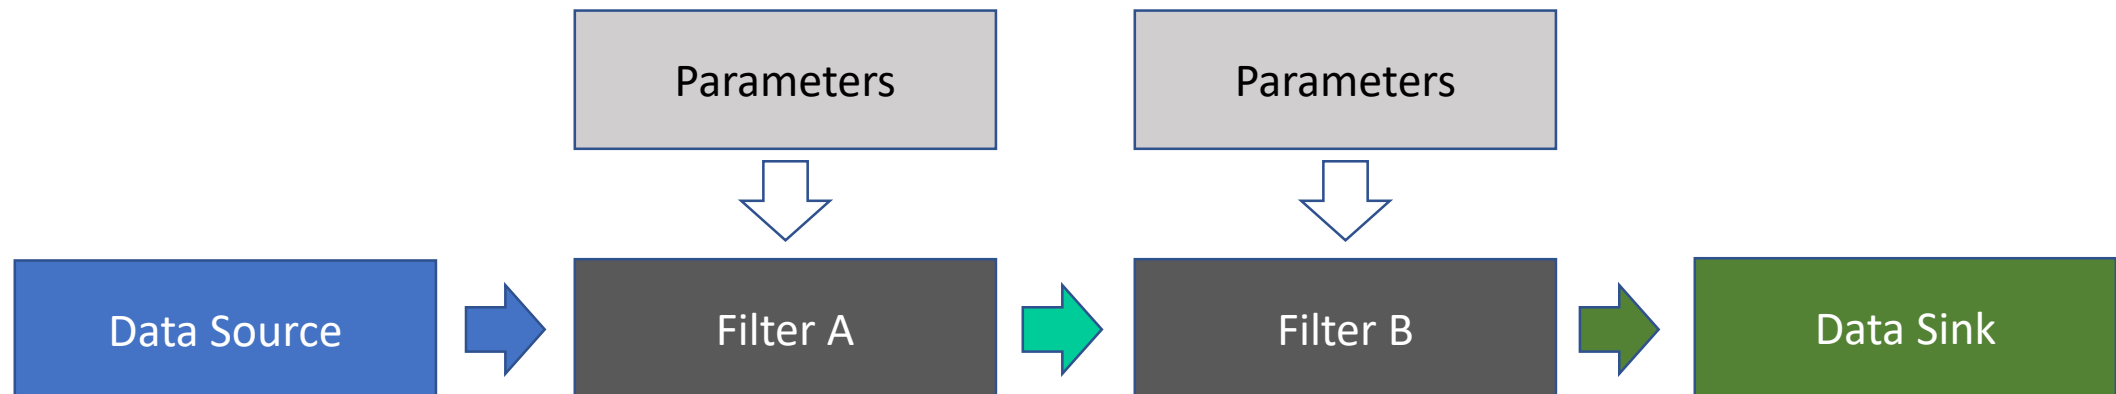 Parameters
Parameters
Data Source
Filter A
Filter B
Data Sink